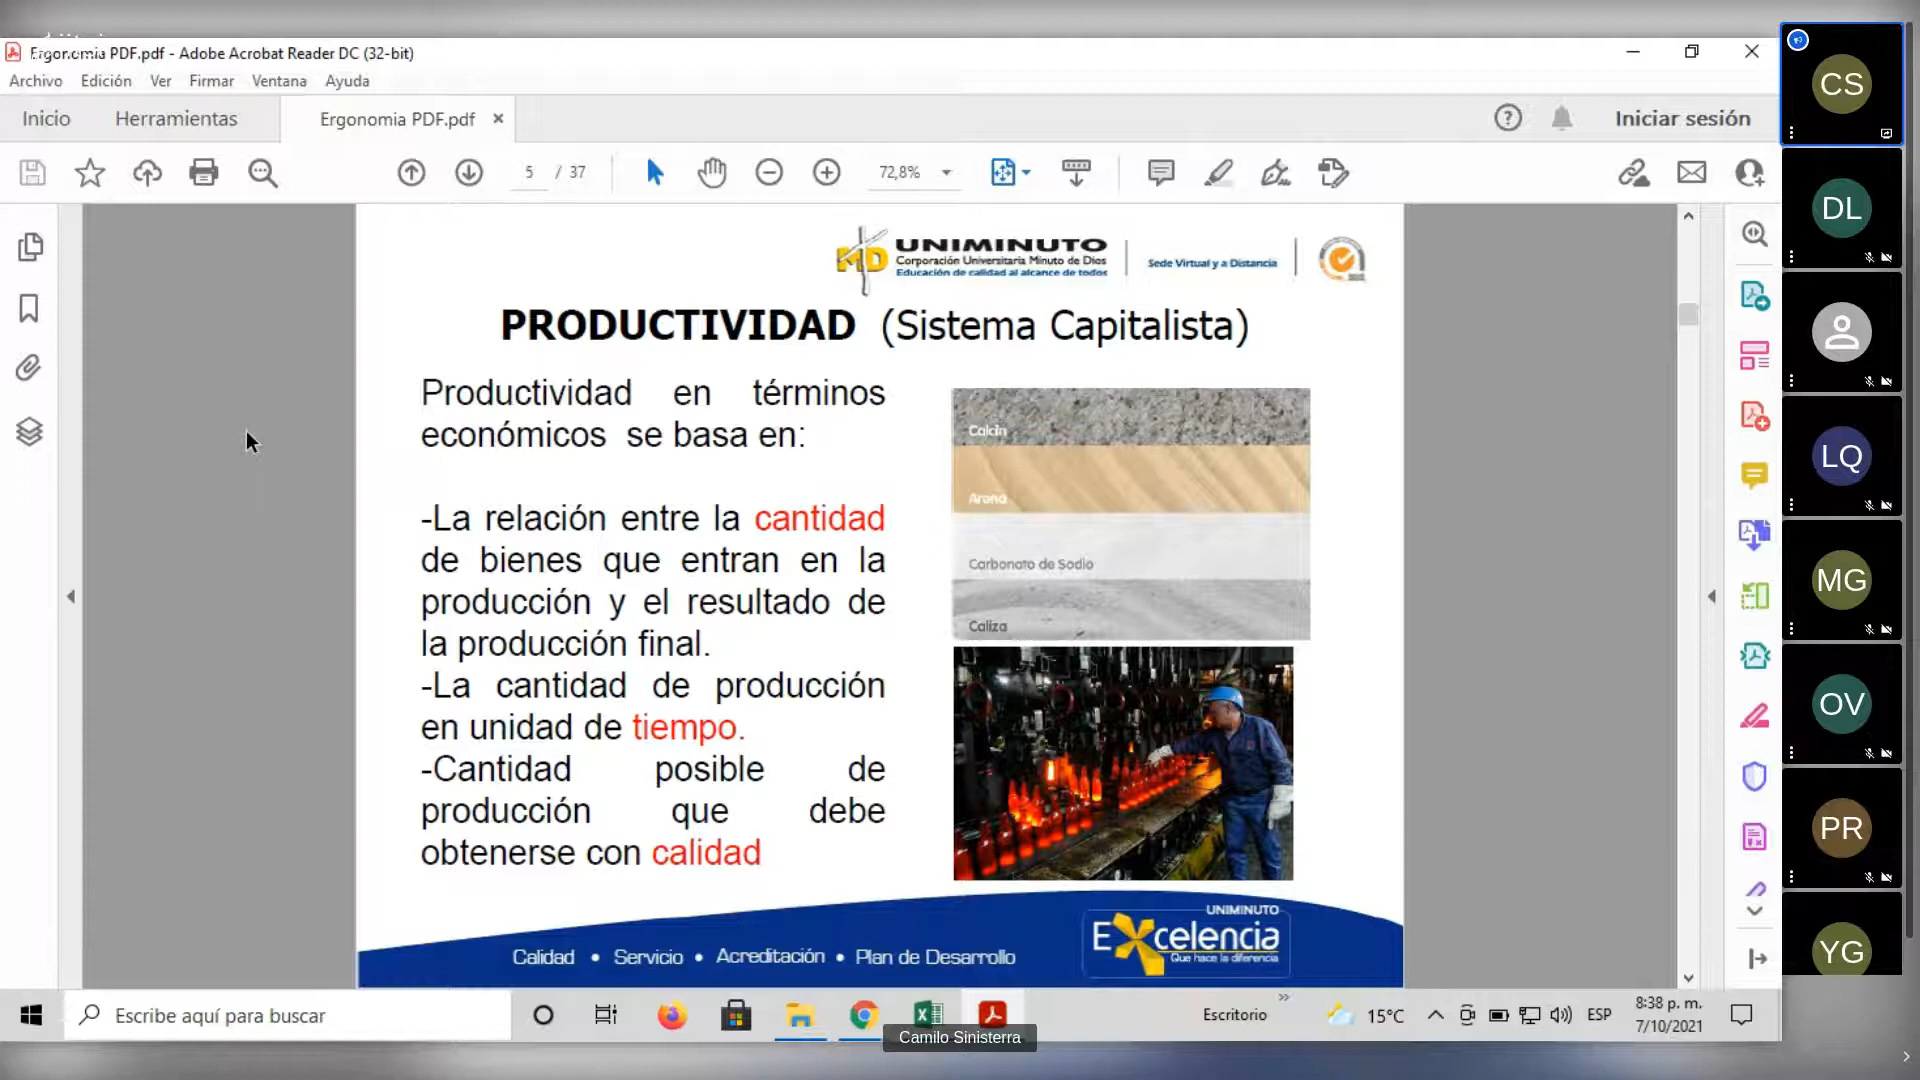 Ergonomia PDF.pdf - Adobe Acrobat Reader DC (32-bit)
Archivo Edición Ver Firmar Ventana Ayuda
Inicio Herramientas Ergonomia PDF.pdf Iniciar sesión
5 / 37 72,8%
UNIMINUTO
Corporación Universitaria Minuto de Dios
Educación de calidad al alcance de todos
Sede Virtual y a Distancia
PRODUCTIVIDAD (Sistema Capitalista)
Productividad en términos
económicos se basa en:
-La relación entre la cantidad
de bienes que entran en la
producción y el resultado de
la producción final.
-La cantidad de producción
en unidad de tiempo.
-Cantidad posible de
producción que debe
obtenerse con calidad
Calcin
Arena
Carbonato de Sodio
Caliza
Calidad • Servicio • Acreditación • Plan de Desarrollo
UNIMINUTO
Excelencia
Que hace la diferencia
CS
DL
LQ
MG
OV
PR
YG
Escribe aquí para buscar
Escritorio
15°C
ESP
8:38 p. m.
7/10/2021
Camilo Sinisterra